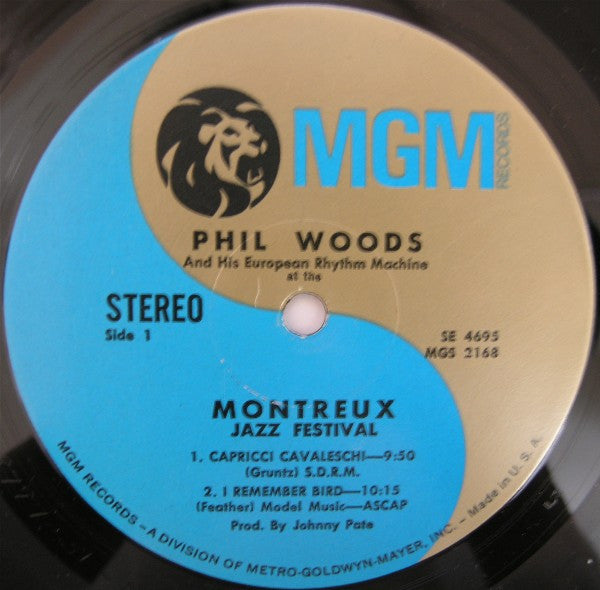 MGM
RECORDS
PHIL WOODS
And His European Rhythm Machine
at the
STEREO
Side 1
SE 4695
MGS 2168
MONTREUX
JAZZ FESTIVAL
1. CAPRICCI CAVALESCHI—9:50
(Gruntz) S.D.R.M.
2. I REMEMBER BIRD—10:15
(Feather) Model Music—ASCAP
Prod. By Johnny Pate
MGM RECORDS – A DIVISION OF METRO-GOLDWYN-MAYER, INC. – Made in U. S. A.